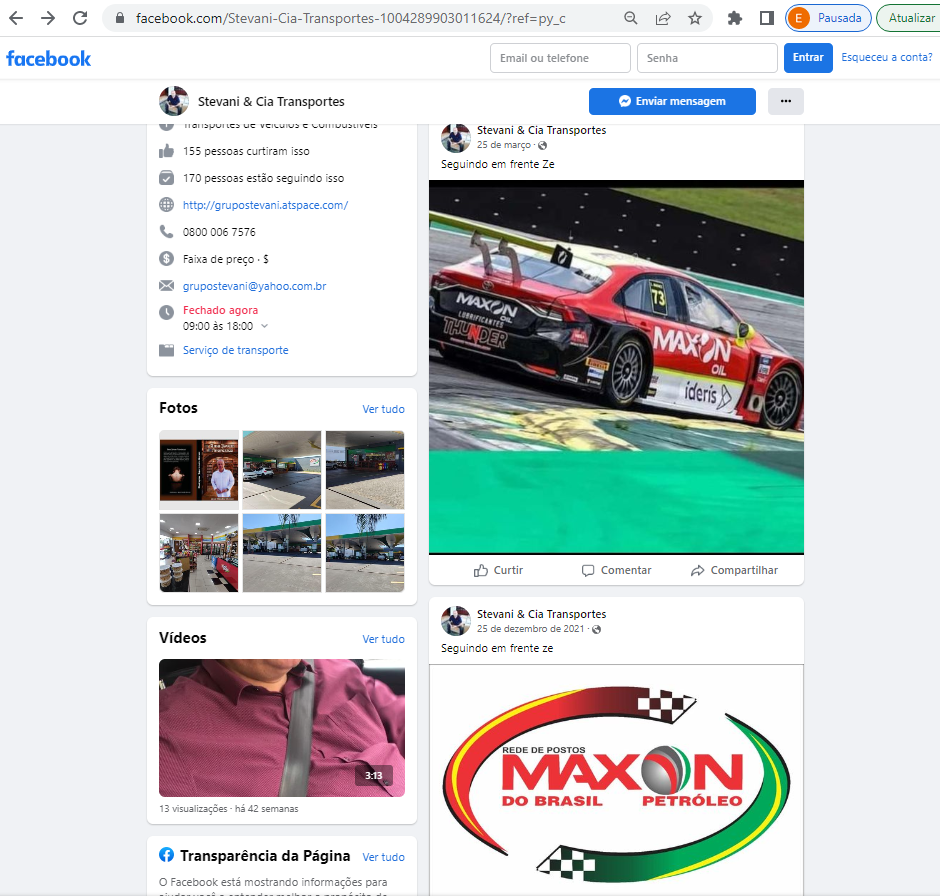 facebook.com/Stevani-Cia-Transportes-1004289903011624/?ref=py_c
E
Pausada
Atualizar
facebook
Email ou telefone
Senha
Entrar
Esqueceu a conta?
Stevani & Cia Transportes
Enviar mensagem
Transportes de Veículos e Combustíveis
155 pessoas curtiram isso
170 pessoas estão seguindo isso
http://grupostevani.atspace.com/
0800 006 7576
Faixa de preço · $
grupostevani@yahoo.com.br
Fechado agora
09:00 às 18:00
Serviço de transporte
Fotos
Ver tudo
Vídeos
Ver tudo
3:13
13 visualizações · há 42 semanas
Transparência da Página
Ver tudo
O Facebook está mostrando informações para
Stevani & Cia Transportes
25 de março ·
Seguindo em frente Ze
73
MAXON
OIL
LUBRIFICANTES
THUNDER
MAXON
OIL
ideris
Curtir
Comentar
Compartilhar
Stevani & Cia Transportes
25 de dezembro de 2021 ·
Seguindo em frente ze
REDE DE POSTOS
MAXON
DO BRASIL PETRÓLEO